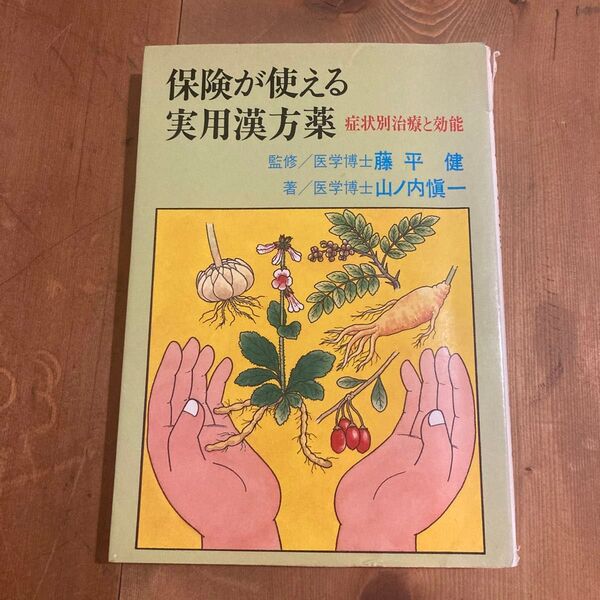 保険が使える
実用漢方薬 症状別治療と効能
監修/医学博士 藤平 健
著/医学博士 山ノ内愼一